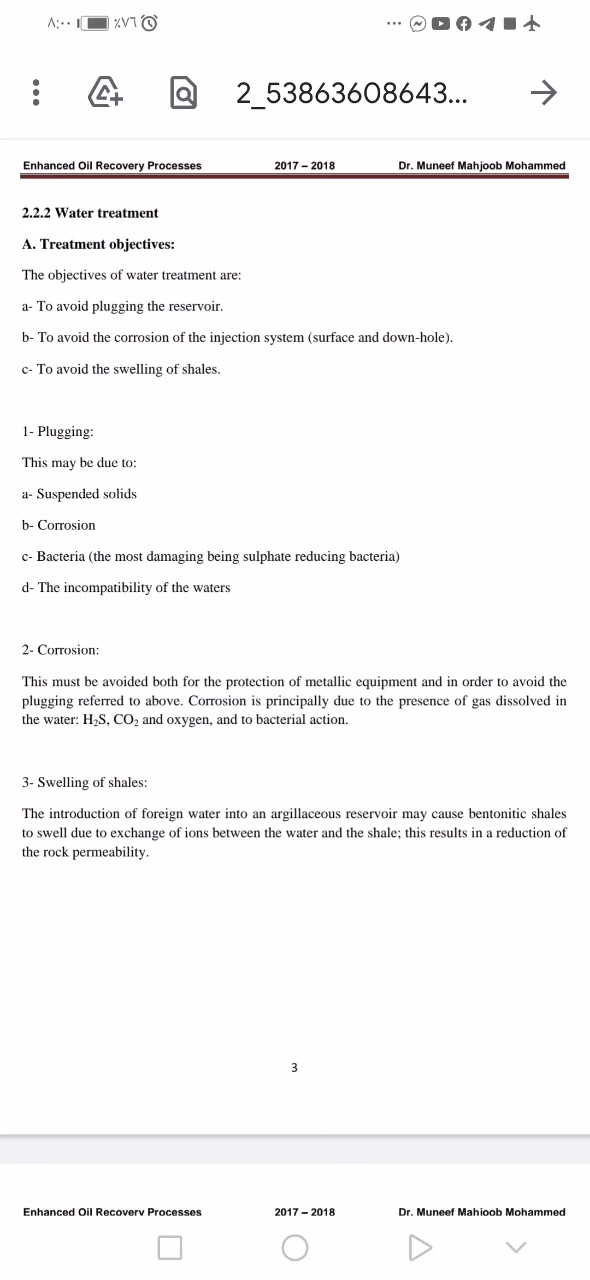 ٨:٠٠ ٪٧٦ ...
2_53863608643...
Enhanced Oil Recovery Processes 2017 – 2018 Dr. Muneef Mahjoob Mohammed
2.2.2 Water treatment
A. Treatment objectives:
The objectives of water treatment are:
a- To avoid plugging the reservoir.
b- To avoid the corrosion of the injection system (surface and down-hole).
c- To avoid the swelling of shales.
1- Plugging:
This may be due to:
a- Suspended solids
b- Corrosion
c- Bacteria (the most damaging being sulphate reducing bacteria)
d- The incompatibility of the waters
2- Corrosion:
This must be avoided both for the protection of metallic equipment and in order to avoid the
plugging referred to above. Corrosion is principally due to the presence of gas dissolved in
the water: H₂S, CO₂ and oxygen, and to bacterial action.
3- Swelling of shales:
The introduction of foreign water into an argillaceous reservoir may cause bentonitic shales
to swell due to exchange of ions between the water and the shale; this results in a reduction of
the rock permeability.
3
Enhanced Oil Recovery Processes 2017 – 2018 Dr. Muneef Mahjoob Mohammed